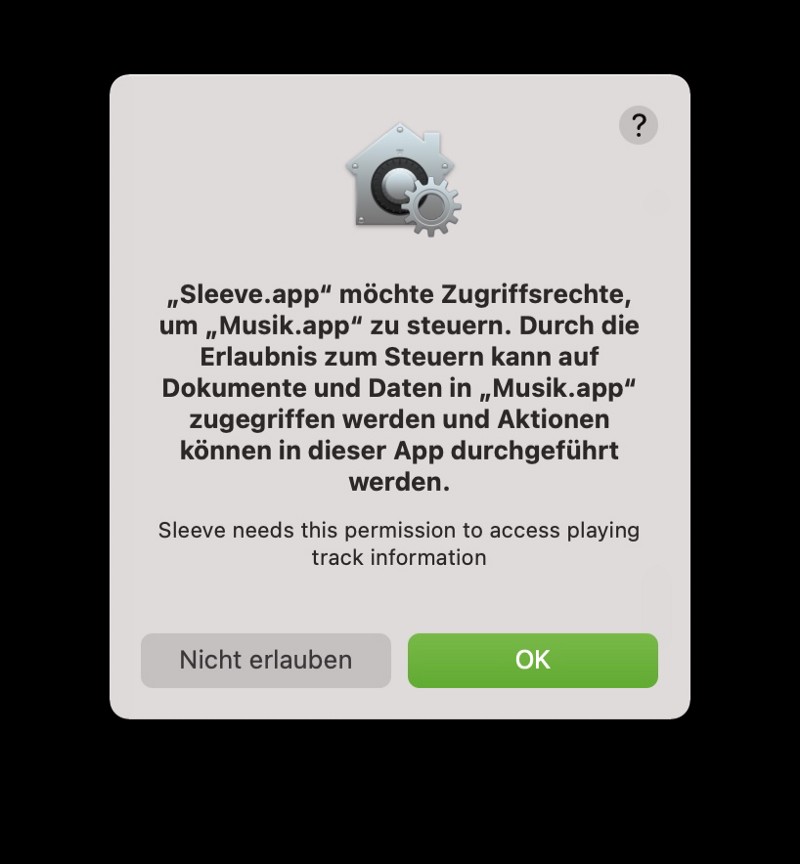 ?
„Sleeve.app“ möchte Zugriffsrechte,
um „Musik.app“ zu steuern. Durch die
Erlaubnis zum Steuern kann auf
Dokumente und Daten in „Musik.app“
zugegriffen werden und Aktionen
können in dieser App durchgeführt
werden.
Sleeve needs this permission to access playing
track information
Nicht erlauben
OK